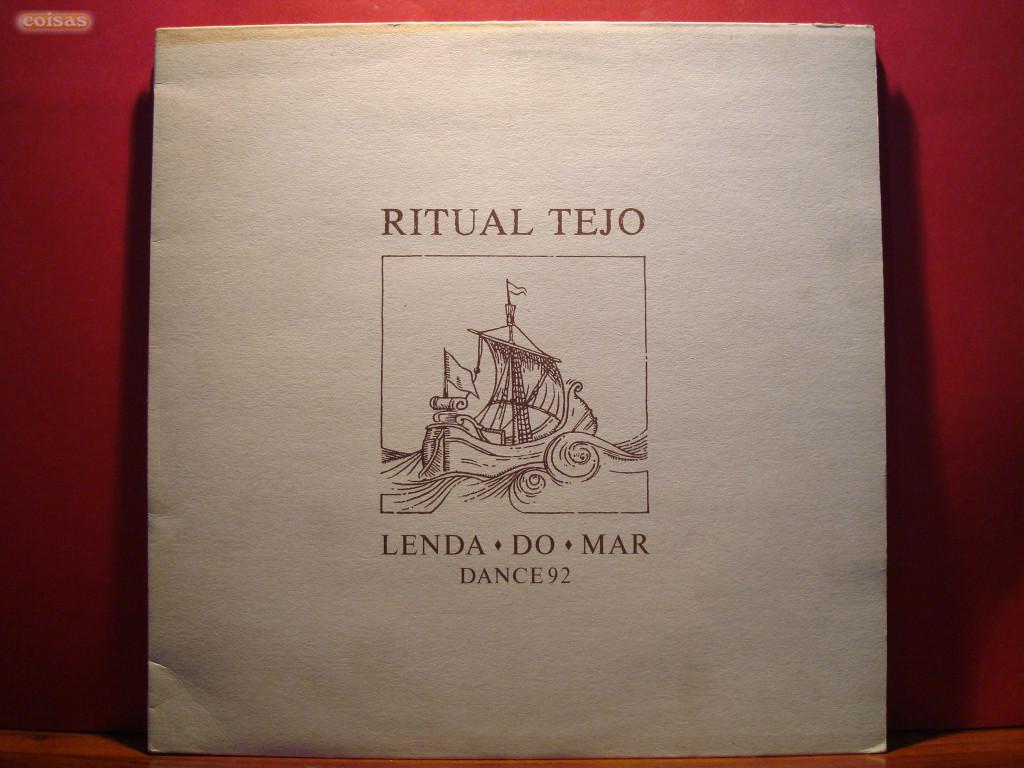 coisas
RITUAL TEJO
LENDA ♦ DO ♦ MAR
DANCE 92